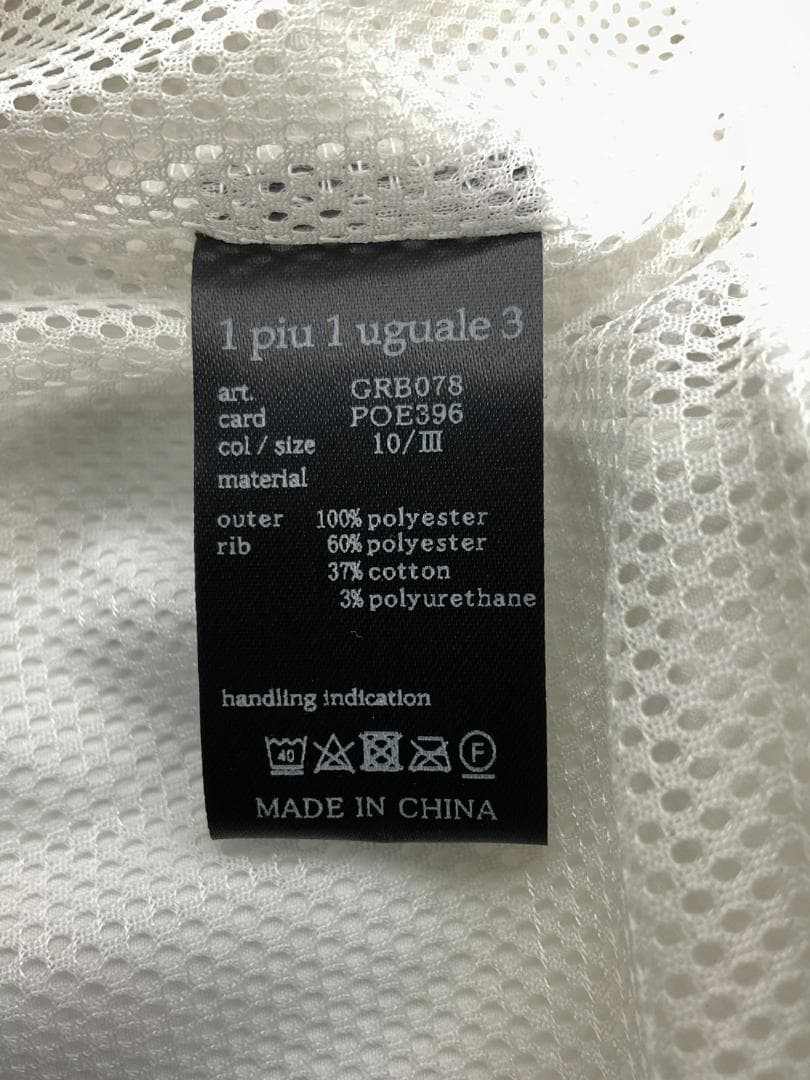 1 piu 1 uguale 3
art. GRB078
card POE396
col / size 10/Ⅲ
material
outer 100% polyester
rib 60% polyester
37% cotton
3% polyurethane
handling indication
40 F
MADE IN CHINA